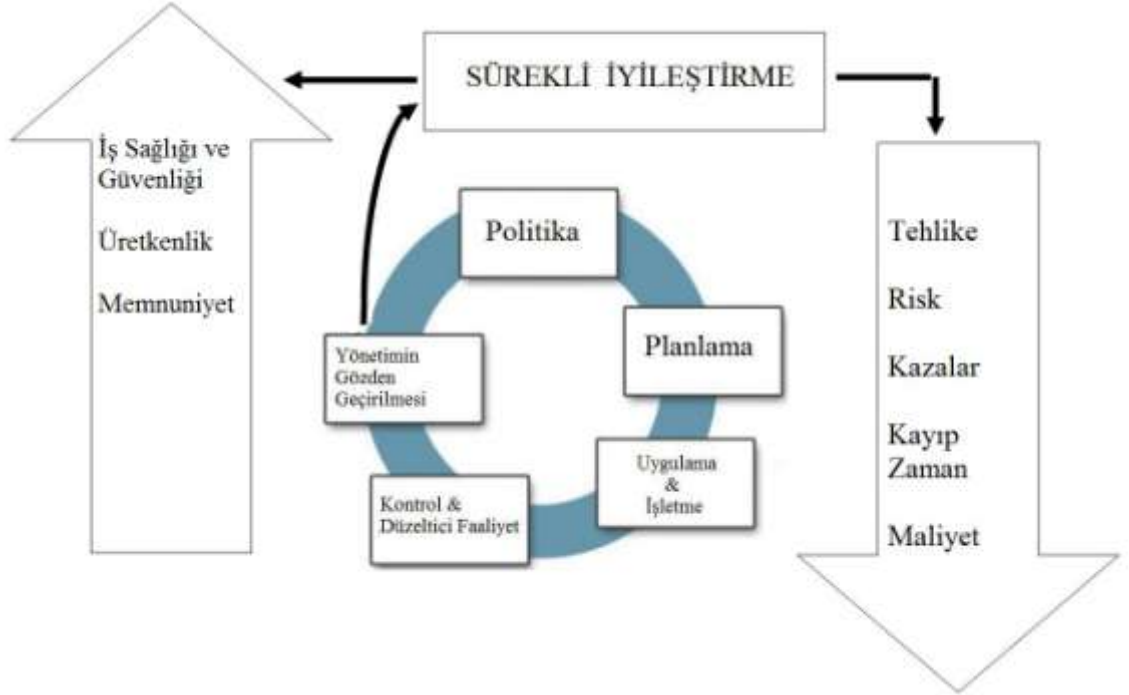 SÜREKLİ İYİLEŞTİRME
İş Sağlığı ve
Güvenliği
Üretkenlik
Memnuniyet
Politika
Planlama
Uygulama
&
İşletme
Kontrol &
Düzeltici Faaliyet
Yönetimin
Gözden
Geçirilmesi
Tehlike
Risk
Kazalar
Kayıp
Zaman
Maliyet